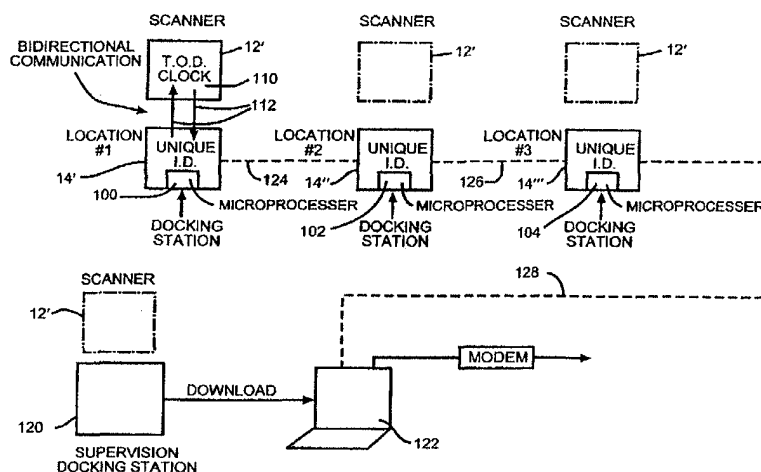 SCANNER
SCANNER
SCANNER
BIDIRECTIONAL
COMMUNICATION
T.O.D.
CLOCK
12'
110
12'
12'
112
LOCATION
#1
UNIQUE
I.D.
LOCATION
#2
UNIQUE
I.D.
LOCATION
#3
UNIQUE
I.D.
14'
124
14''
126
14'''
100
MICROPROCESSER
102
MICROPROCESSER
104
MICROPROCESSER
DOCKING
STATION
DOCKING
STATION
DOCKING
STATION
SCANNER
12'
128
MODEM
DOWNLOAD
120
122
SUPERVISION
DOCKING STATION